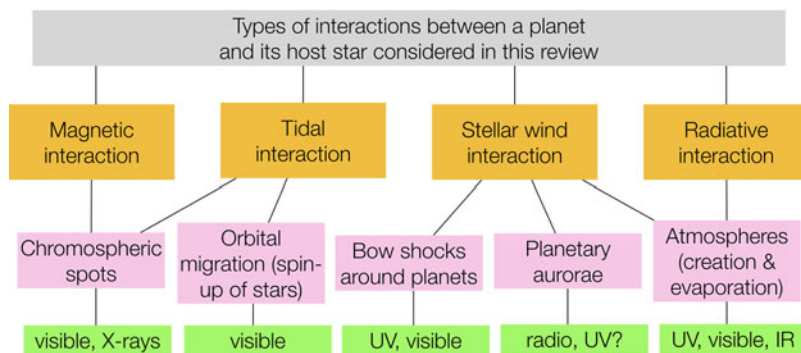 Types of interactions between a planet
and its host star considered in this review
Magnetic
interaction
Tidal
interaction
Stellar wind
interaction
Radiative
interaction
Chromospheric
spots
Orbital
migration (spin-
up of stars)
Bow shocks
around planets
Planetary
aurorae
Atmospheres
(creation &
evaporation)
visible, X-rays
visible
UV, visible
radio, UV?
UV, visible, IR